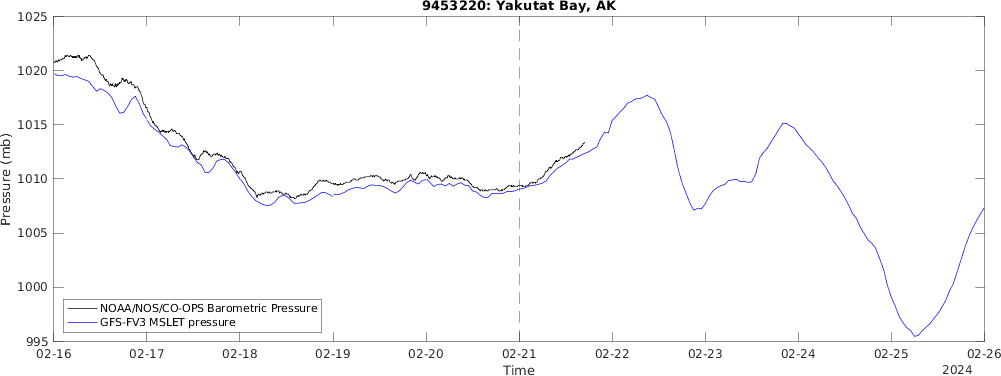 9453220: Yakutat Bay, AK
1025
1020
1015
1010
1005
1000
995
Pressure (mb)
NOAA/NOS/CO-OPS Barometric Pressure
GFS-FV3 MSLET pressure
02-16 02-17 02-18 02-19 02-20 02-21 02-22 02-23 02-24 02-25 02-26
Time
2024